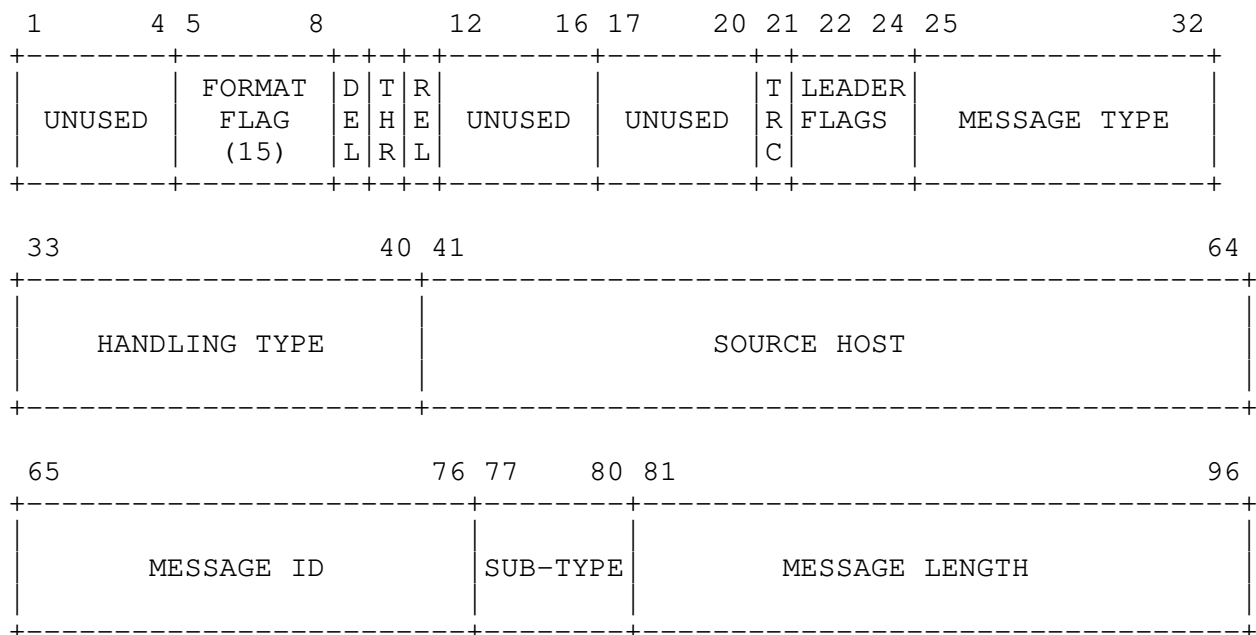 1 4 5 8 12 16 17 20 21 22 24 25 32
FORMAT D T R T LEADER
UNUSED FLAG E H E UNUSED UNUSED R FLAGS MESSAGE TYPE
(15) L R L C
33 40 41 64
HANDLING TYPE SOURCE HOST
65 76 77 80 81 96
MESSAGE ID SUB-TYPE MESSAGE LENGTH